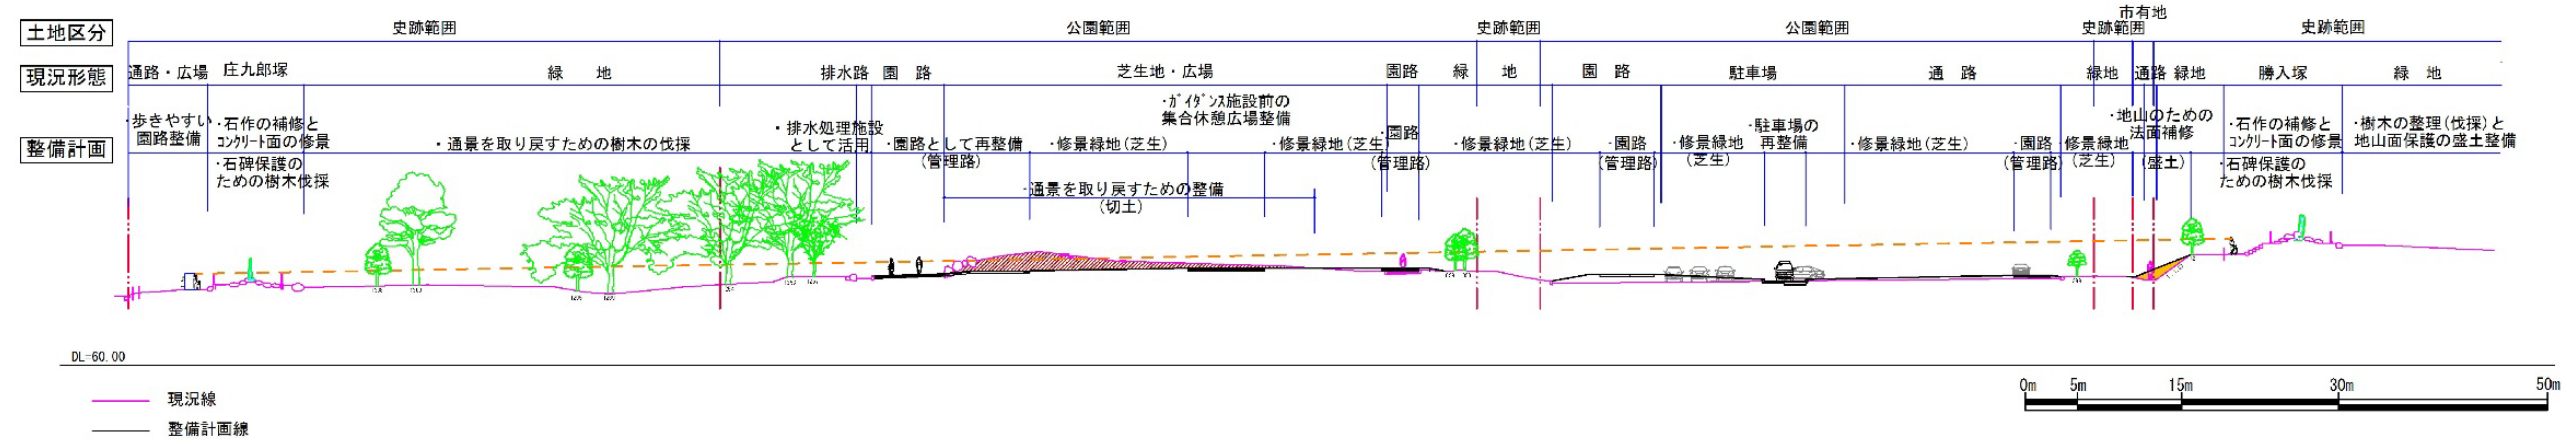 土地区分
史跡範囲
公園範囲
史跡範囲
公園範囲
史跡範囲
市有地
史跡範囲
現況形態
通路・広場
庄九郎塚
緑　地
排水路
園　路
芝生地・広場
園路
緑　地
園　路
駐車場
通　路
緑地
通路
緑地
勝入塚
緑　地
整備計画
・歩きやすい
園路整備
・石作の補修と
コンクリート面の修景
・石碑保護の
ための樹木伐採
・通景を取り戻すための樹木の伐採
・排水処理施設
として活用
・園路として再整備
(管理路)
・修景緑地(芝生)
・ガイダンス施設前の
集合休憩広場整備
・修景緑地(芝生)
・通景を取り戻すための整備
(切土)
・園路
(管理路)
・修景緑地(芝生)
・園路
(管理路)
・修景緑地
(芝生)
・駐車場の
再整備
・修景緑地(芝生)
・園路
(管理路)
・修景緑地
(芝生)
・地山のための
法面補修
(盛土)
・石作の補修と
コンクリート面の修景
・石碑保護の
ための樹木伐採
・樹木の整理(伐採)と
地山面保護の盛土整備
DL=60.00
現況線
整備計画線
0m 5m 15m 30m 50m